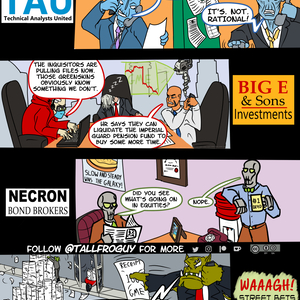 TAU
Technical Analysts United
IT'S. NOT.
RATIONAL!
THE INQUISITORS
ARE PULLING FILES NOW.
THOSE GREENSKINS
OBVIOUSLY KNOW
SOMETHING WE DON'T.
HR SAYS THEY CAN
LIQUIDATE THE IMPERIAL
GUARD PENSION FUND TO
BUY SOME MORE TIME.
BIG E
& Sons
Investments
NECRON
BOND BROKERS
SLOW AND STEADY
WINS THE GALAXY!
DID YOU SEE
WHAT'S GOING ON
IN EQUITIES?
NOPE.
#1
FOLLOW @TALLFROGUY FOR MORE
GME
WAAAGH!
STREET BETS